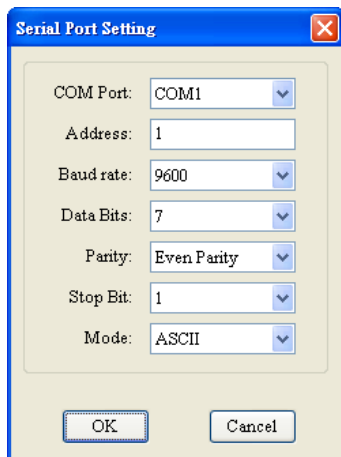 Serial Port Setting
COM Port: COM1
Address: 1
Baud rate: 9600
Data Bits: 7
Parity: Even Parity
Stop Bit: 1
Mode: ASCII
OK Cancel